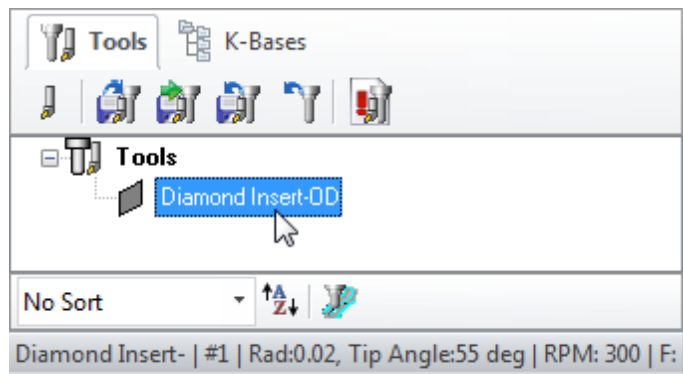 Tools K-Bases
Tools
Diamond Insert-OD
No Sort A Z
Diamond Insert- | #1 | Rad:0.02, Tip Angle:55 deg | RPM: 300 | F: